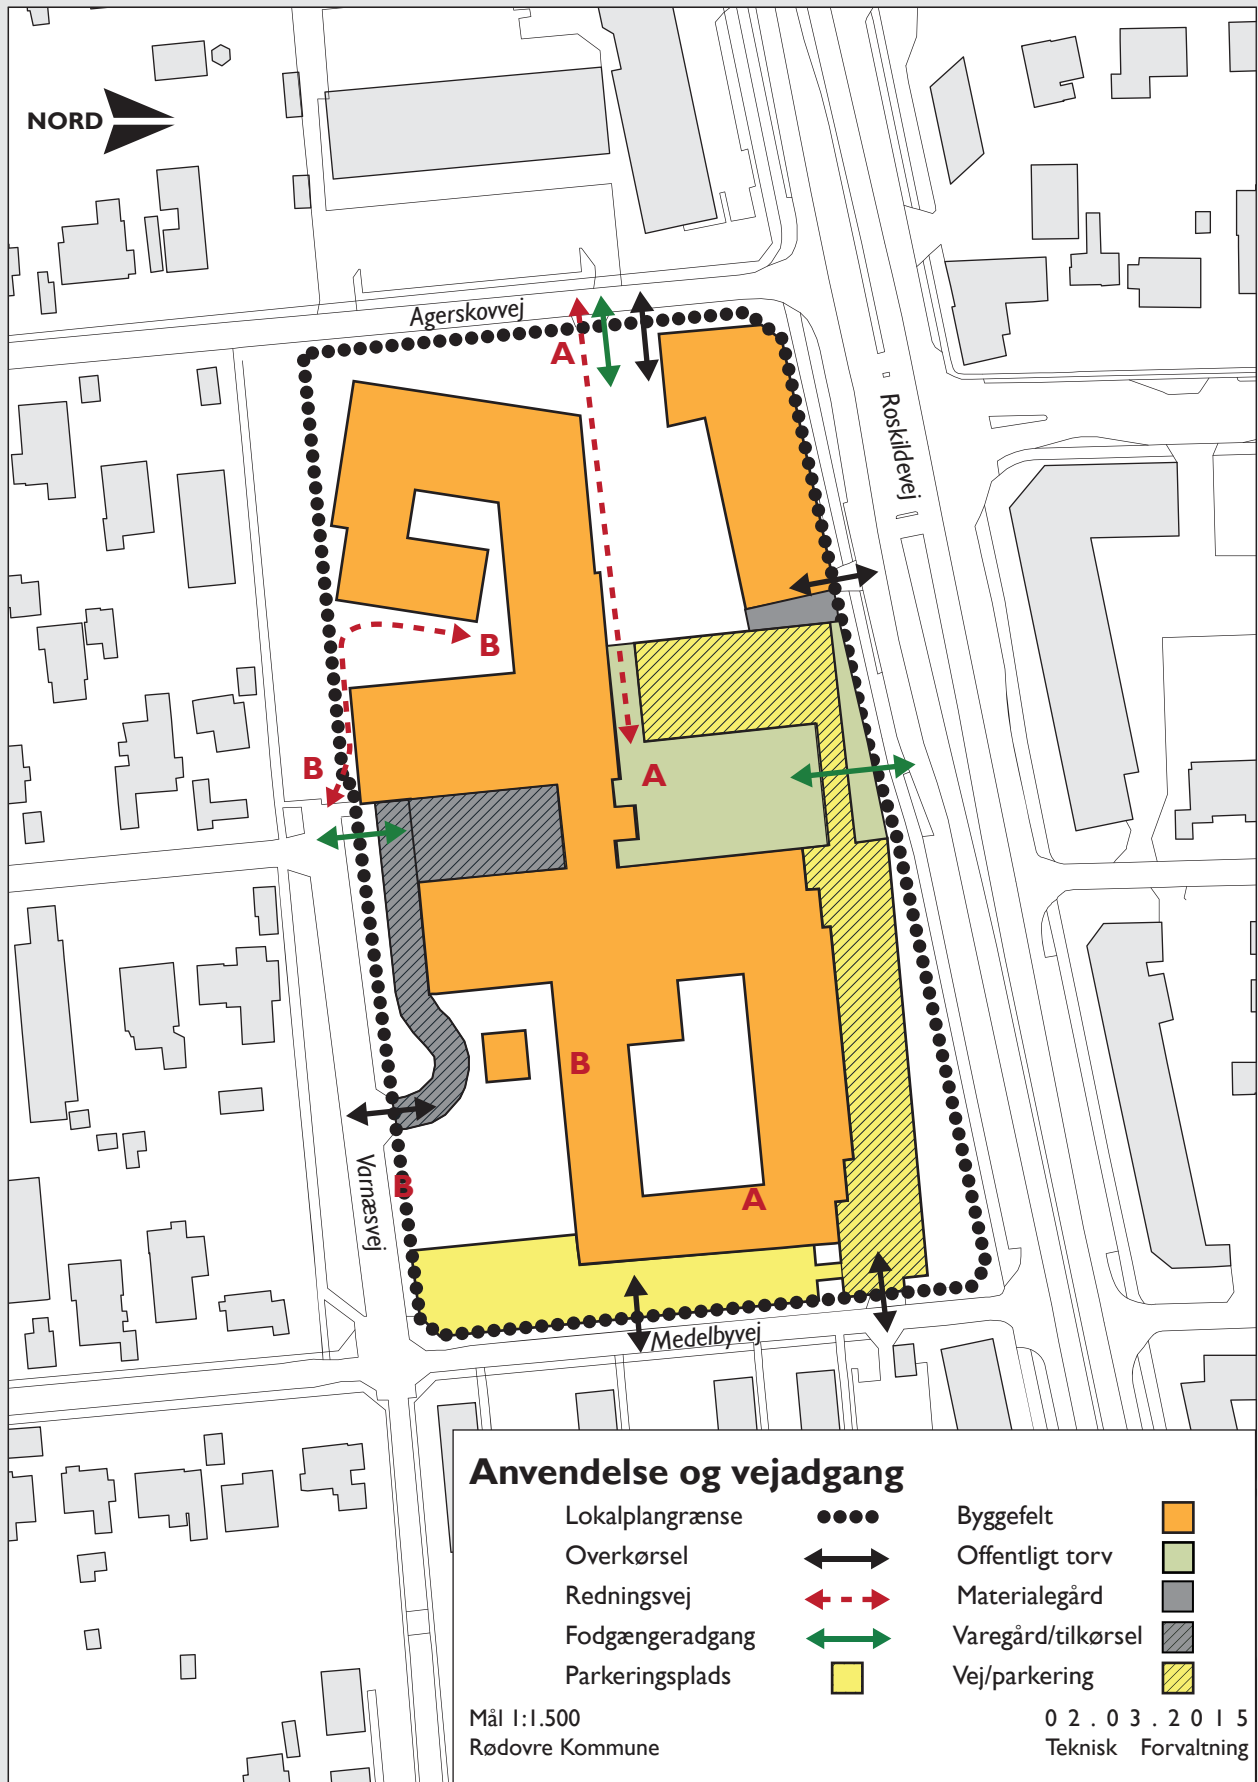 NORD
Agerskovvej
A
Roskildevej
B
B
A
B
Varnæsvej
B
A
Medelbyvej
Anvendelse og vejadgang
Lokalplangrænse
Overkørsel
Redningsvej
Fodgængeradgang
Parkeringsplads
Byggefelt
Offentligt torv
Materialegård
Varegård/tilkørsel
Vej/parkering
Mål 1:1.500
Rødovre Kommune
02.03.2015
Teknisk Forvaltning